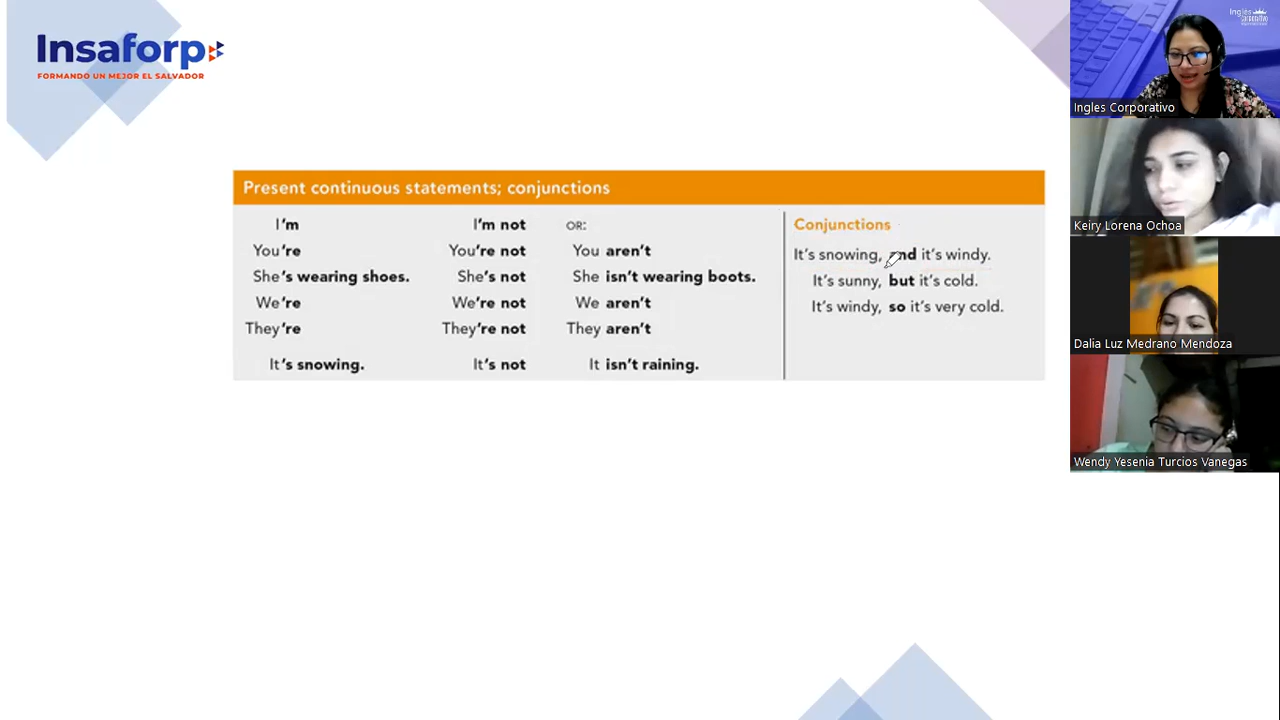 Insaforp
FORMANDO UN MEJOR EL SALVADOR
Present continuous statements; conjunctions
I'm I'm not OR:
You're You're not You aren't
She's wearing shoes. She's not She isn't wearing boots.
We're We're not We aren't
They're They're not They aren't
It's snowing. It's not It isn't raining.
Conjunctions
It's snowing, and it's windy.
It's sunny, but it's cold.
It's windy, so it's very cold.
Ingles Corporativo
Keiry Lorena Ochoa
Dalia Luz Medrano Mendoza
Wendy Yesenia Turcios Vanegas